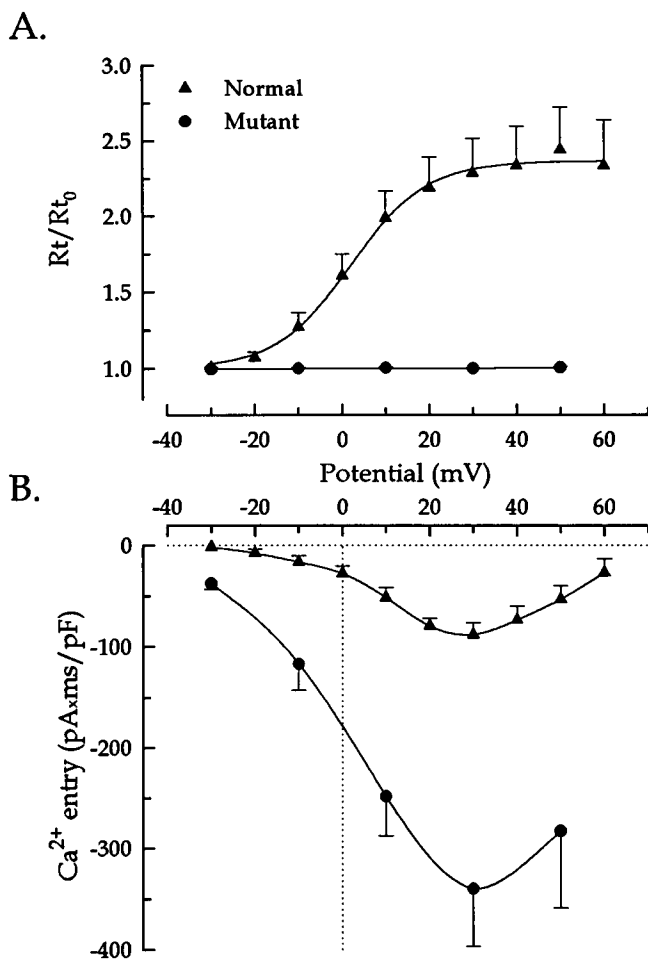 A.
3.0
2.5
2.0
1.5
1.0
Rt/Rt₀
Normal
Mutant
-40 -20 0 20 40 60
Potential (mV)
B.
-40 -20 0 20 40 60
0
-100
-200
-300
-400
Ca²⁺ entry (pA×ms/pF)